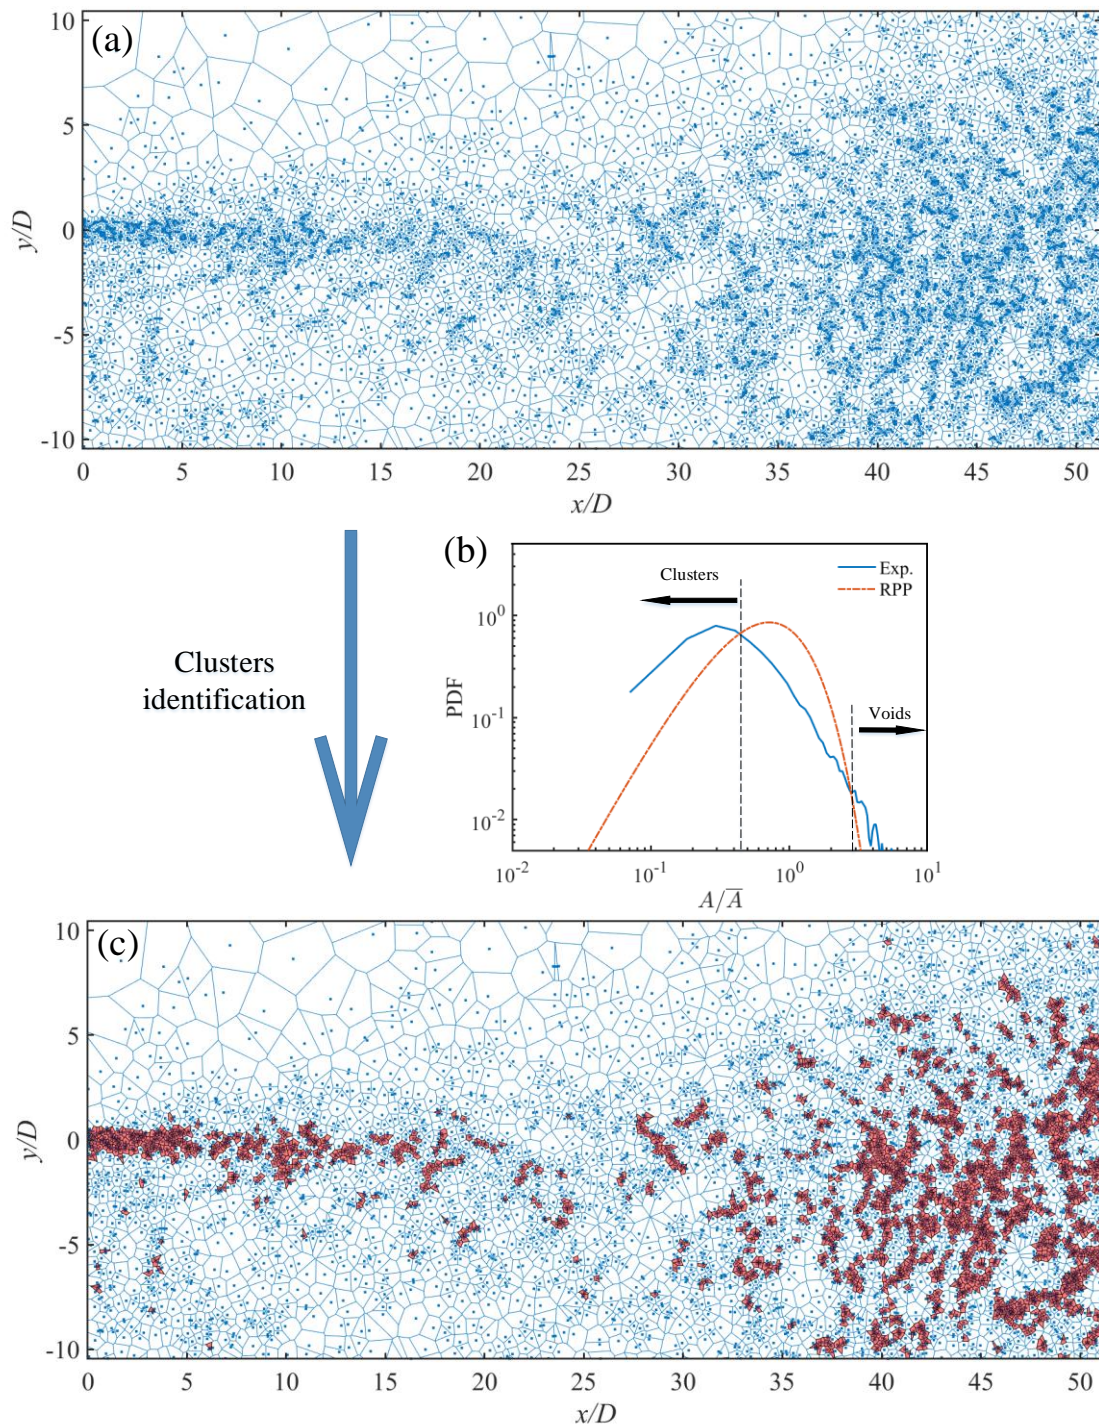 (a)
10
5
0
-5
-10
y/D
0 5 10 15 20 25 30 35 40 45 50
x/D
Clusters
identification
(b)
Clusters
Exp.
RPP
Voids
10^0
10^-1
10^-2
PDF
10^-2 10^-1 10^0 10^1
A/A̅
(c)
10
5
0
-5
-10
y/D
0 5 10 15 20 25 30 35 40 45 50
x/D